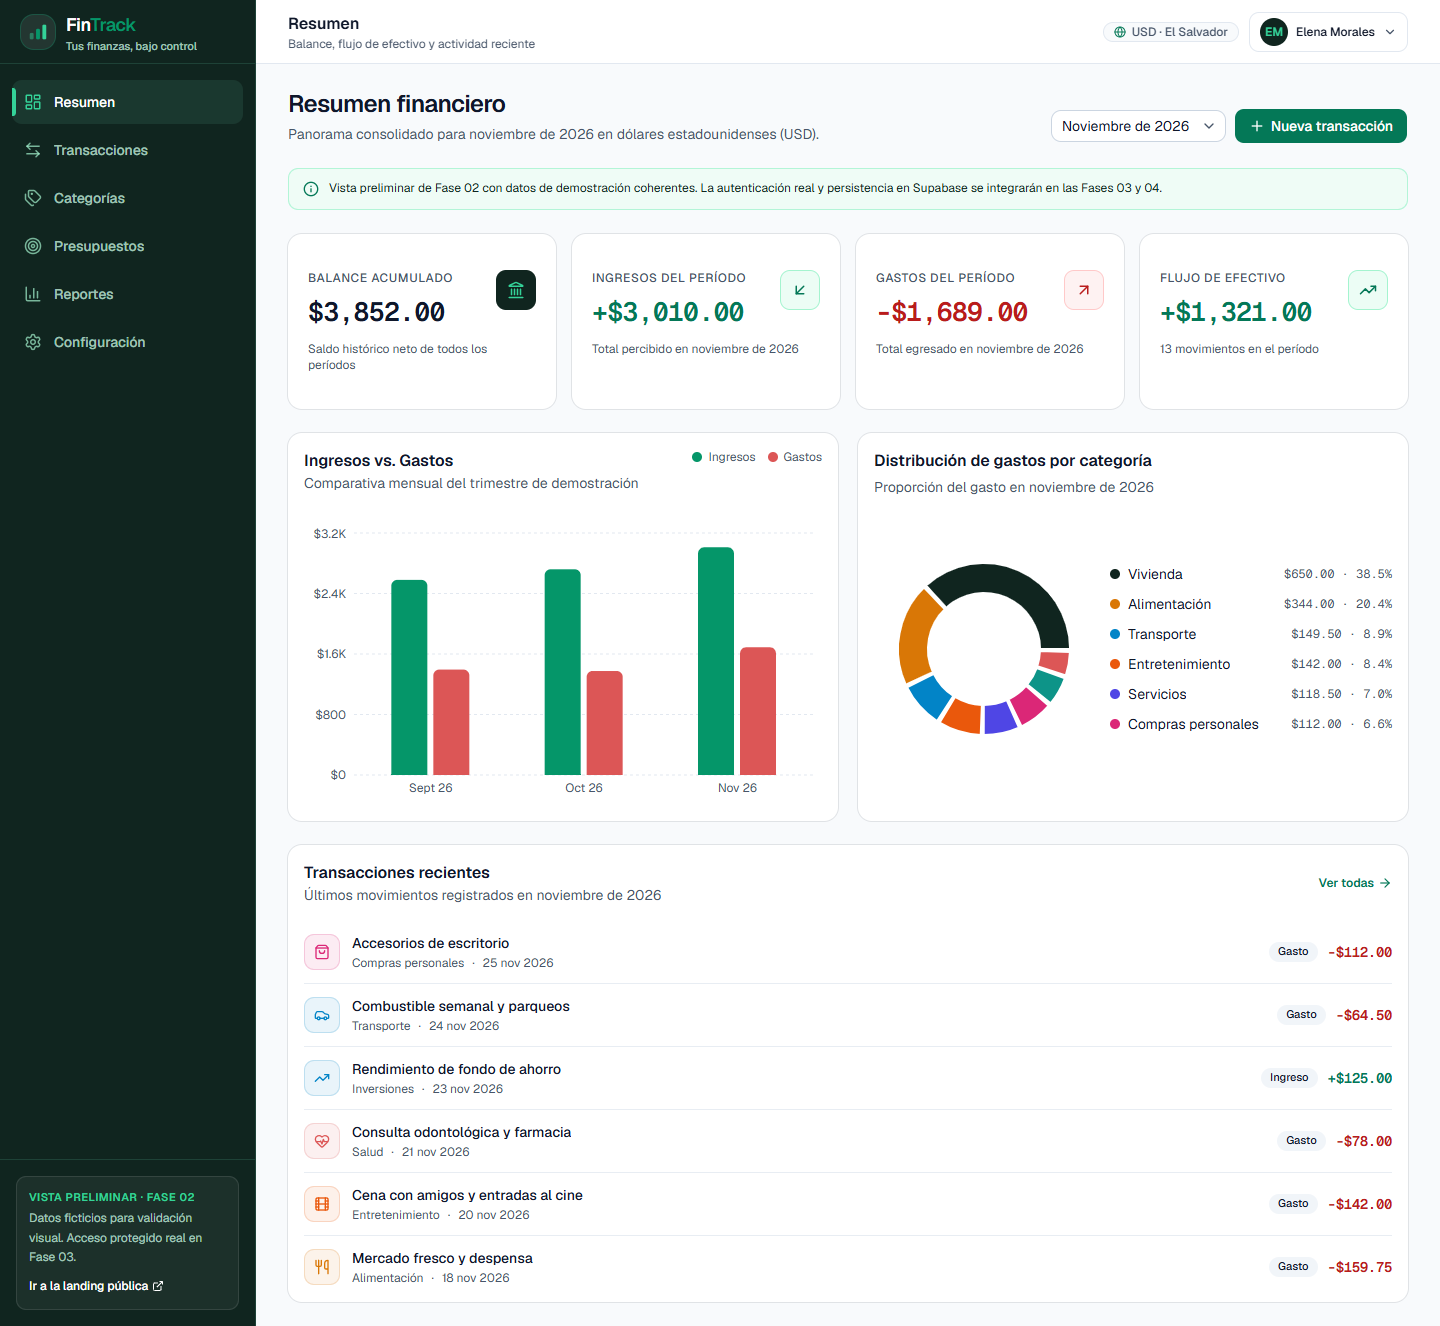 FinTrack
Tus finanzas, bajo control
Resumen
Transacciones
Categorías
Presupuestos
Reportes
Configuración
VISTA PRELIMINAR · FASE 02
Datos ficticios para validación
visual. Acceso protegido real en
Fase 03.
Ir a la landing pública
Resumen
Balance, flujo de efectivo y actividad reciente
USD · El Salvador
EM
Elena Morales
Resumen financiero
Panorama consolidado para noviembre de 2026 en dólares estadounidenses (USD).
Noviembre de 2026
Nueva transacción
Vista preliminar de Fase 02 con datos de demostración coherentes. La autenticación real y persistencia en Supabase se integrarán en las Fases 03 y 04.
BALANCE ACUMULADO
$3,852.00
Saldo histórico neto de todos los
períodos
INGRESOS DEL PERÍODO
+$3,010.00
Total percibido en noviembre de 2026
GASTOS DEL PERÍODO
-$1,689.00
Total egresado en noviembre de 2026
FLUJO DE EFECTIVO
+$1,321.00
13 movimientos en el período
Ingresos vs. Gastos
Comparativa mensual del trimestre de demostración
Ingresos
Gastos
$3.2K
$2.4K
$1.6K
$800
$0
Sept 26
Oct 26
Nov 26
Distribución de gastos por categoría
Proporción del gasto en noviembre de 2026
Vivienda $650.00 · 38.5%
Alimentación $344.00 · 20.4%
Transporte $149.50 · 8.9%
Entretenimiento $142.00 · 8.4%
Servicios $118.50 · 7.0%
Compras personales $112.00 · 6.6%
Transacciones recientes
Últimos movimientos registrados en noviembre de 2026
Ver todas
Accesorios de escritorio
Compras personales · 25 nov 2026
Gasto -$112.00
Combustible semanal y parqueos
Transporte · 24 nov 2026
Gasto -$64.50
Rendimiento de fondo de ahorro
Inversiones · 23 nov 2026
Ingreso +$125.00
Consulta odontológica y farmacia
Salud · 21 nov 2026
Gasto -$78.00
Cena con amigos y entradas al cine
Entretenimiento · 20 nov 2026
Gasto -$142.00
Mercado fresco y despensa
Alimentación · 18 nov 2026
Gasto -$159.75